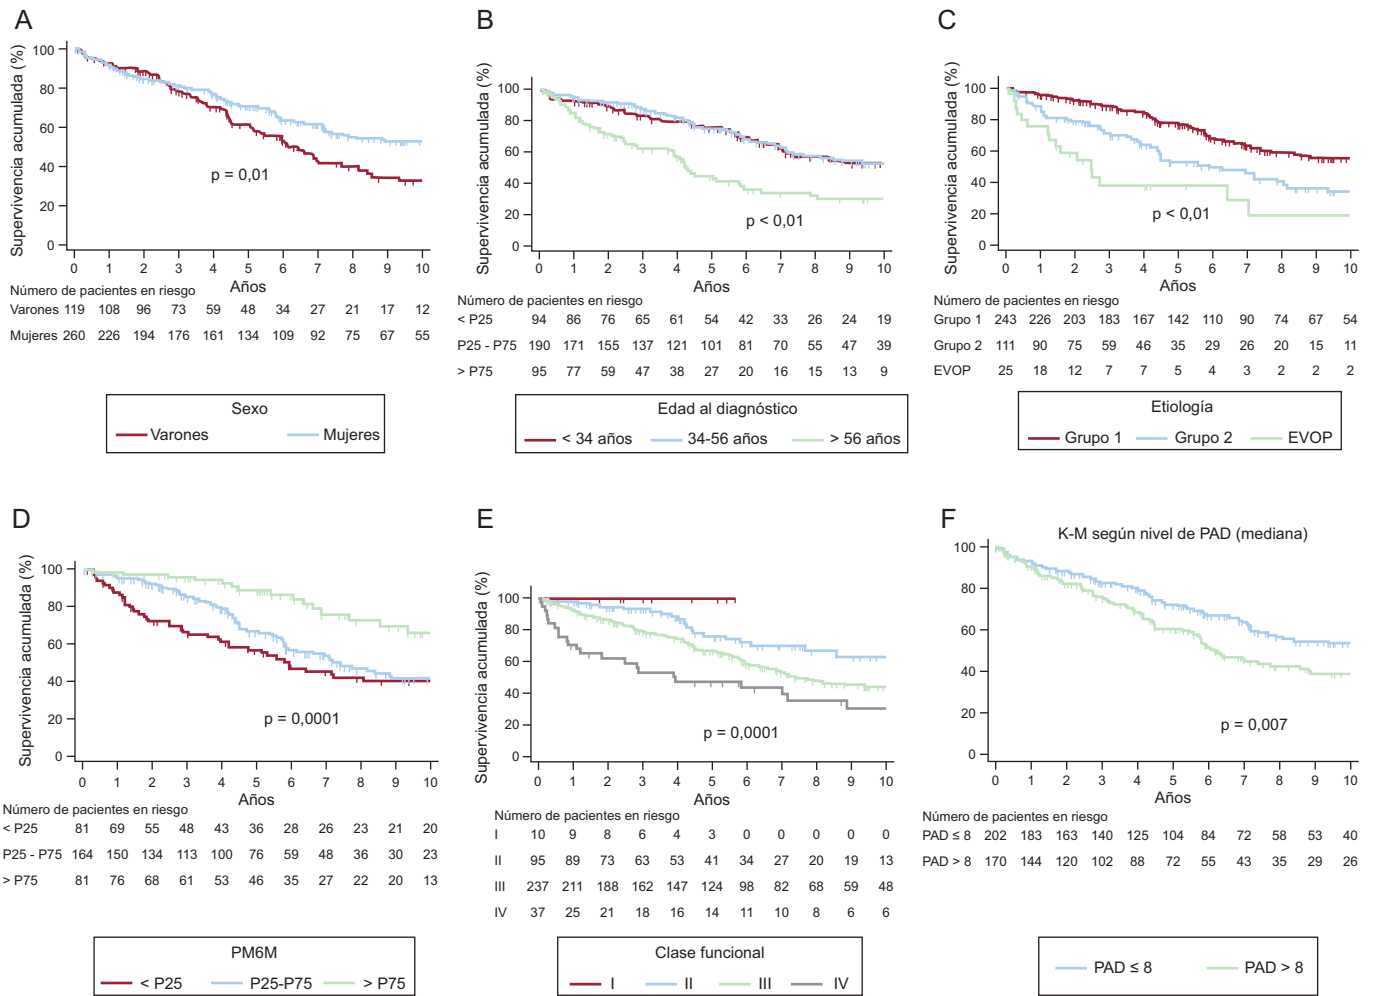 A
Supervivencia acumulada (%)
100
80
60
40
20
0
p = 0,01
0 1 2 3 4 5 6 7 8 9 10
Años
Número de pacientes en riesgo
Varones 119 108 96 73 59 48 34 27 21 17 12
Mujeres 260 226 194 176 161 134 109 92 75 67 55
Sexo
Varones Mujeres
B
Supervivencia acumulada (%)
100
80
60
40
20
0
p < 0,01
0 1 2 3 4 5 6 7 8 9 10
Años
Número de pacientes en riesgo
< P25 94 86 76 65 61 54 42 33 26 24 19
P25 - P75 190 171 155 137 121 101 81 70 55 47 39
> P75 95 77 59 47 38 27 20 16 15 13 9
Edad al diagnóstico
< 34 años 34-56 años > 56 años
C
Supervivencia acumulada (%)
100
80
60
40
20
0
p < 0,01
0 1 2 3 4 5 6 7 8 9 10
Años
Número de pacientes en riesgo
Grupo 1 243 226 203 183 167 142 110 90 74 67 54
Grupo 2 111 90 75 59 46 35 29 26 20 15 11
EVOP 25 18 12 7 7 5 4 3 2 2 2
Etiología
Grupo 1 Grupo 2 EVOP
D
Supervivencia acumulada (%)
100
80
60
40
20
0
p = 0,0001
0 1 2 3 4 5 6 7 8 9 10
Años
Número de pacientes en riesgo
< P25 81 69 55 48 43 36 28 26 23 21 20
P25 - P75 164 150 134 113 100 76 59 48 36 30 23
> P75 81 76 68 61 53 46 35 27 22 20 13
PM6M
< P25 P25-P75 > P75
E
Supervivencia acumulada (%)
100
80
60
40
20
0
p = 0,0001
0 1 2 3 4 5 6 7 8 9 10
Años
Número de pacientes en riesgo
I 10 9 8 6 4 3 0 0 0 0 0
II 95 89 73 63 53 41 34 27 20 19 13
III 237 211 188 162 147 124 98 82 68 59 48
IV 37 25 21 18 16 14 11 10 8 6 6
Clase funcional
I II III IV
F
K-M según nivel de PAD (mediana)
100
80
60
40
20
0
p = 0,007
0 1 2 3 4 5 6 7 8 9 10
Años
Número de pacientes en riesgo
PAD ≤ 8 202 183 163 140 125 104 84 72 58 53 40
PAD > 8 170 144 120 102 88 72 55 43 35 29 26
PAD ≤ 8 PAD > 8